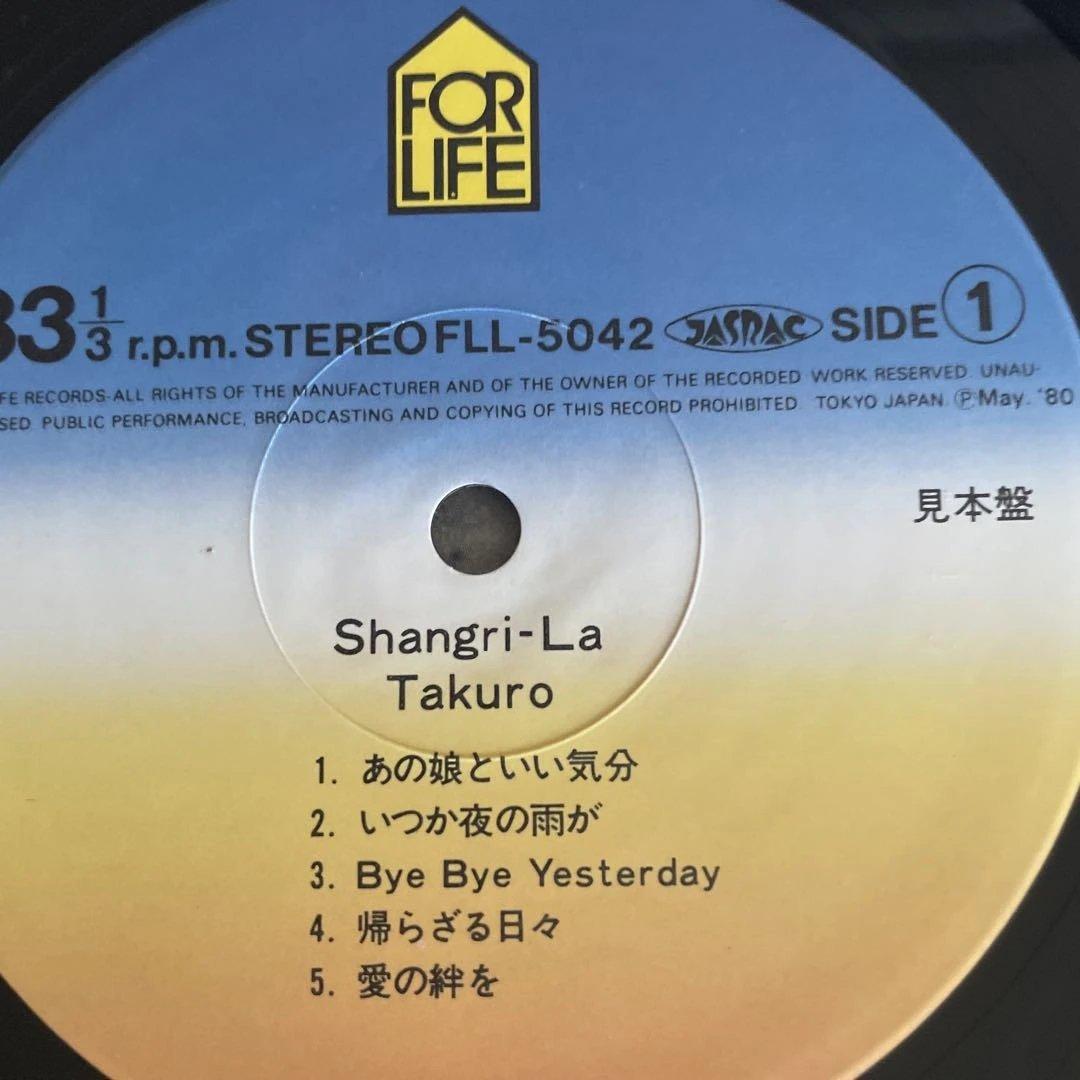 FOR
LIFE
33 1/3 r.p.m. STEREO FLL-5042 JASRAC SIDE 1
FE RECORDS-ALL RIGHTS OF THE MANUFACTURER AND OF THE OWNER OF THE RECORDED WORK RESERVED. UNAU-
SED PUBLIC PERFORMANCE, BROADCASTING AND COPYING OF THIS RECORD PROHIBITED. TOKYO JAPAN. ℗May. '80
見本盤
Shangri-La
Takuro
1. あの娘といい気分
2. いつか夜の雨が
3. Bye Bye Yesterday
4. 帰らざる日々
5. 愛の絆を